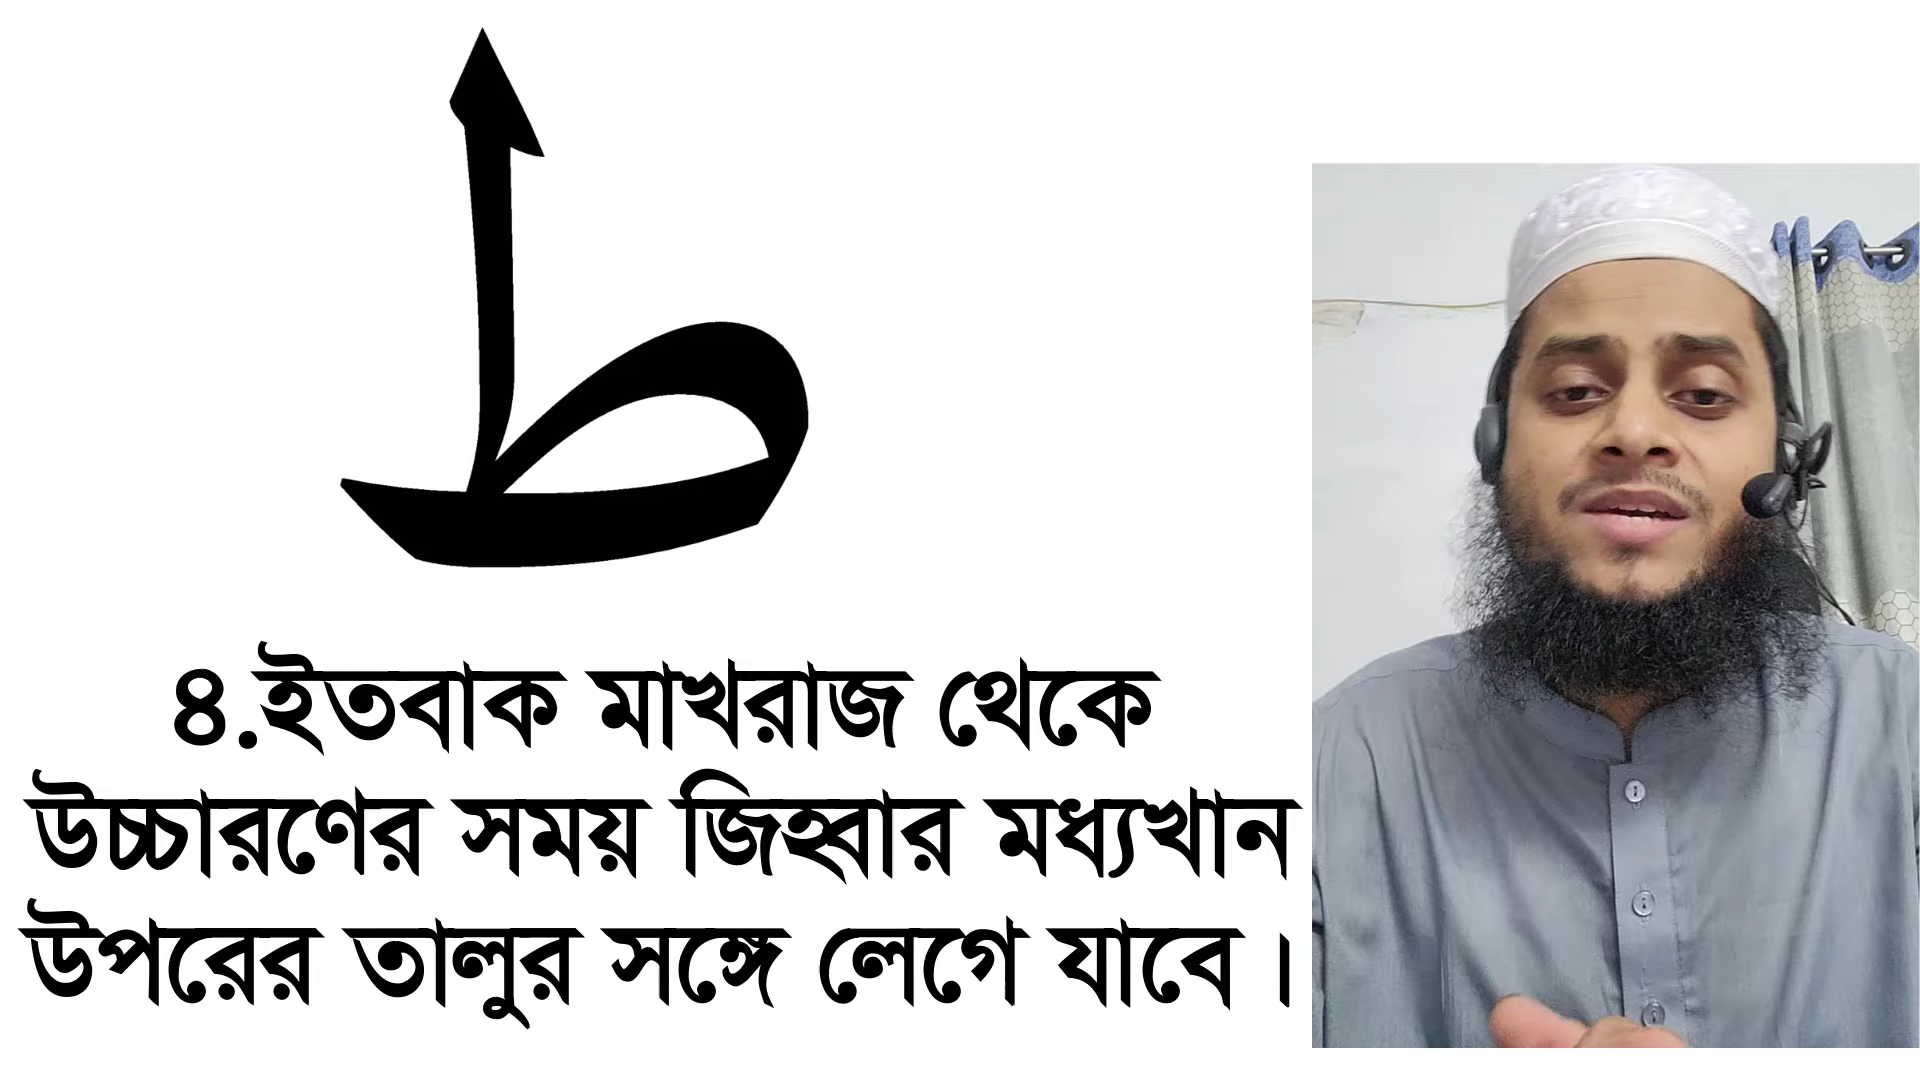 ط
৪.ইতবাক মাখরাজ থেকে
উচ্চারণের সময় জিহ্বার মধ্যখান
উপরের তালুর সঙ্গে লেগে যাবে।